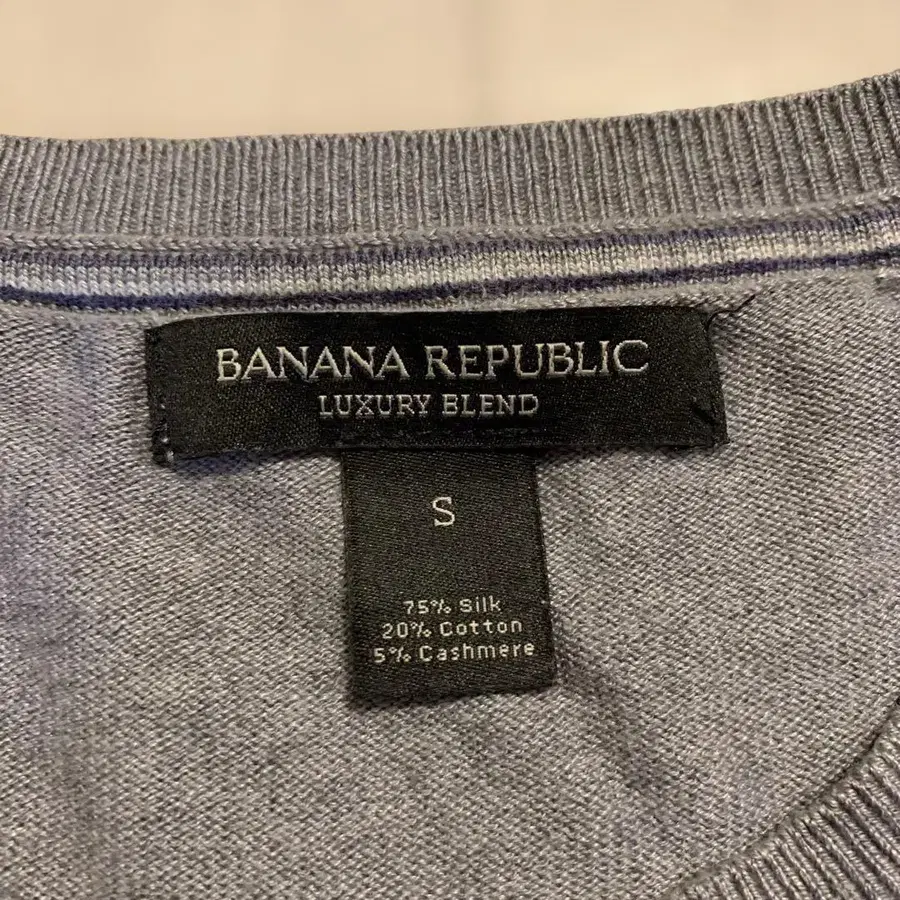 BANANA REPUBLIC
LUXURY BLEND
S
75% Silk
20% Cotton
5% Cashmere